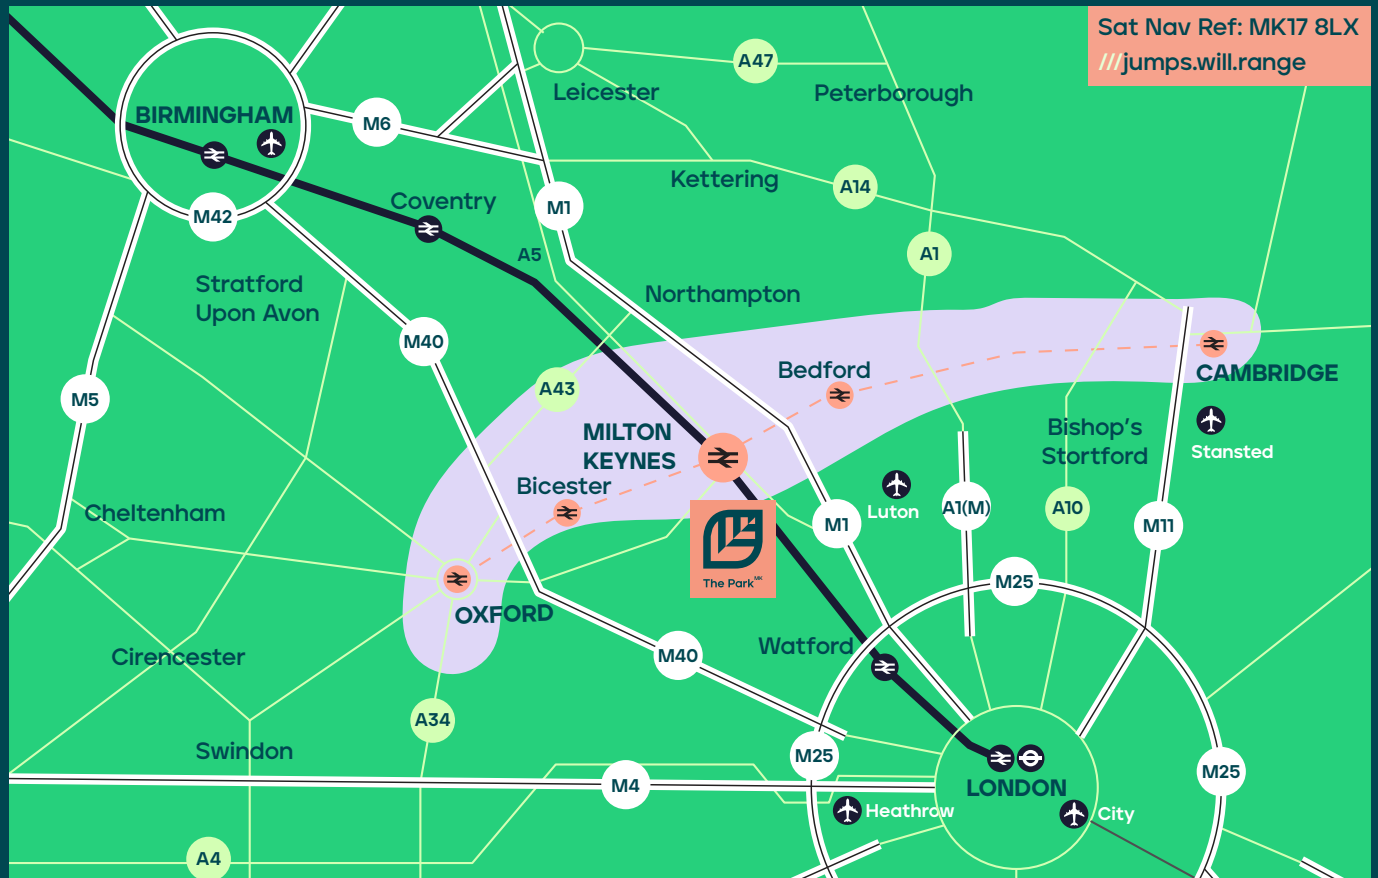 Sat Nav Ref: MK17 8LX
///jumps.will.range
A47
Leicester
Peterborough
BIRMINGHAM
M6
Kettering
A14
Coventry
M1
M42
A5
A1
Stratford
Upon Avon
Northampton
M40
Bedford
CAMBRIDGE
A43
M5
MILTON
KEYNES
Bishop's
Stortford
Stansted
Bicester
Luton
A1(M)
A10
M11
Cheltenham
M1
The Park MK
M25
OXFORD
Watford
Cirencester
M40
A34
Swindon
M25
M25
M4
LONDON
Heathrow
City
A4